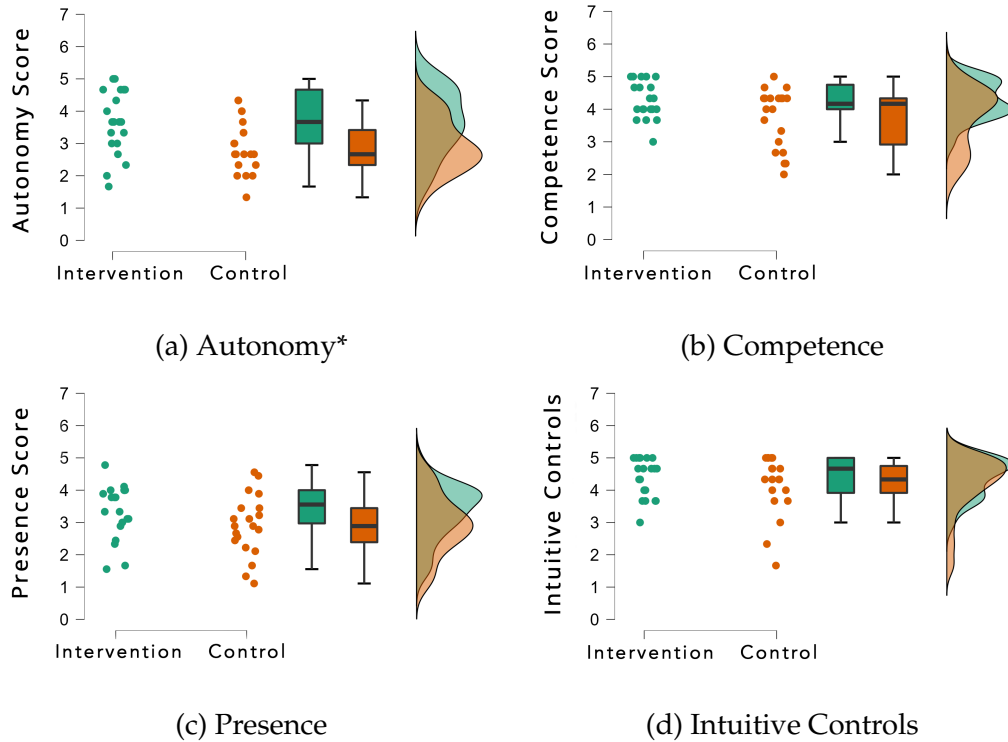 7
6
5
4
3
2
1
0
Autonomy Score
Intervention Control
(a) Autonomy*
7
6
5
4
3
2
1
0
Competence Score
Intervention Control
(b) Competence
7
6
5
4
3
2
1
0
Presence Score
Intervention Control
(c) Presence
7
6
5
4
3
2
1
0
Intuitive Controls
Intervention Control
(d) Intuitive Controls